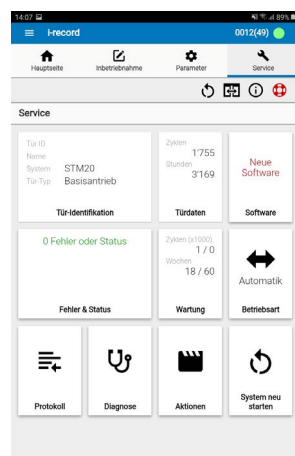 14:07 89%
i-record 0012(49)
Hauptseite Inbetriebnahme Parameter Service
Service
Tür ID
Name
System STM20
Tür-Typ Basisantrieb
Tür-Identifikation
Zyklen
1'755
Stunden
3'169
Türdaten
Neue
Software
Software
0 Fehler oder Status
Fehler & Status
Zyklen (x1000)
1 / 0
Wochen
18 / 60
Wartung
Automatik
Betriebsart
Protokoll
Diagnose
Aktionen
System neu
starten